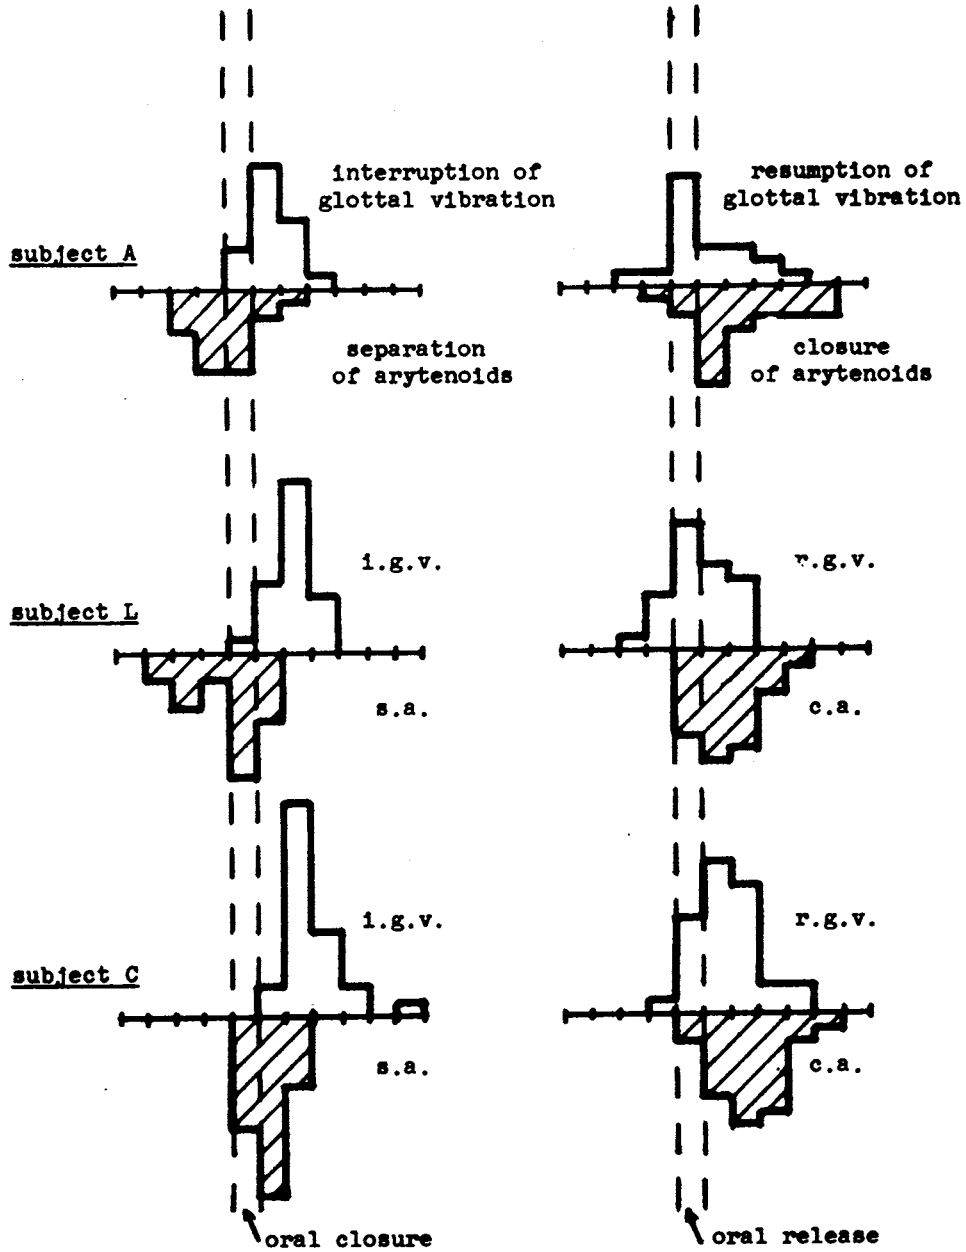 interruption of
glottal vibration
resumption of
glottal vibration
subject A
separation
of arytenoids
closure
of arytenoids
i.g.v.
r.g.v.
subject L
s.a.
c.a.
i.g.v.
r.g.v.
subject C
s.a.
c.a.
oral closure
oral release